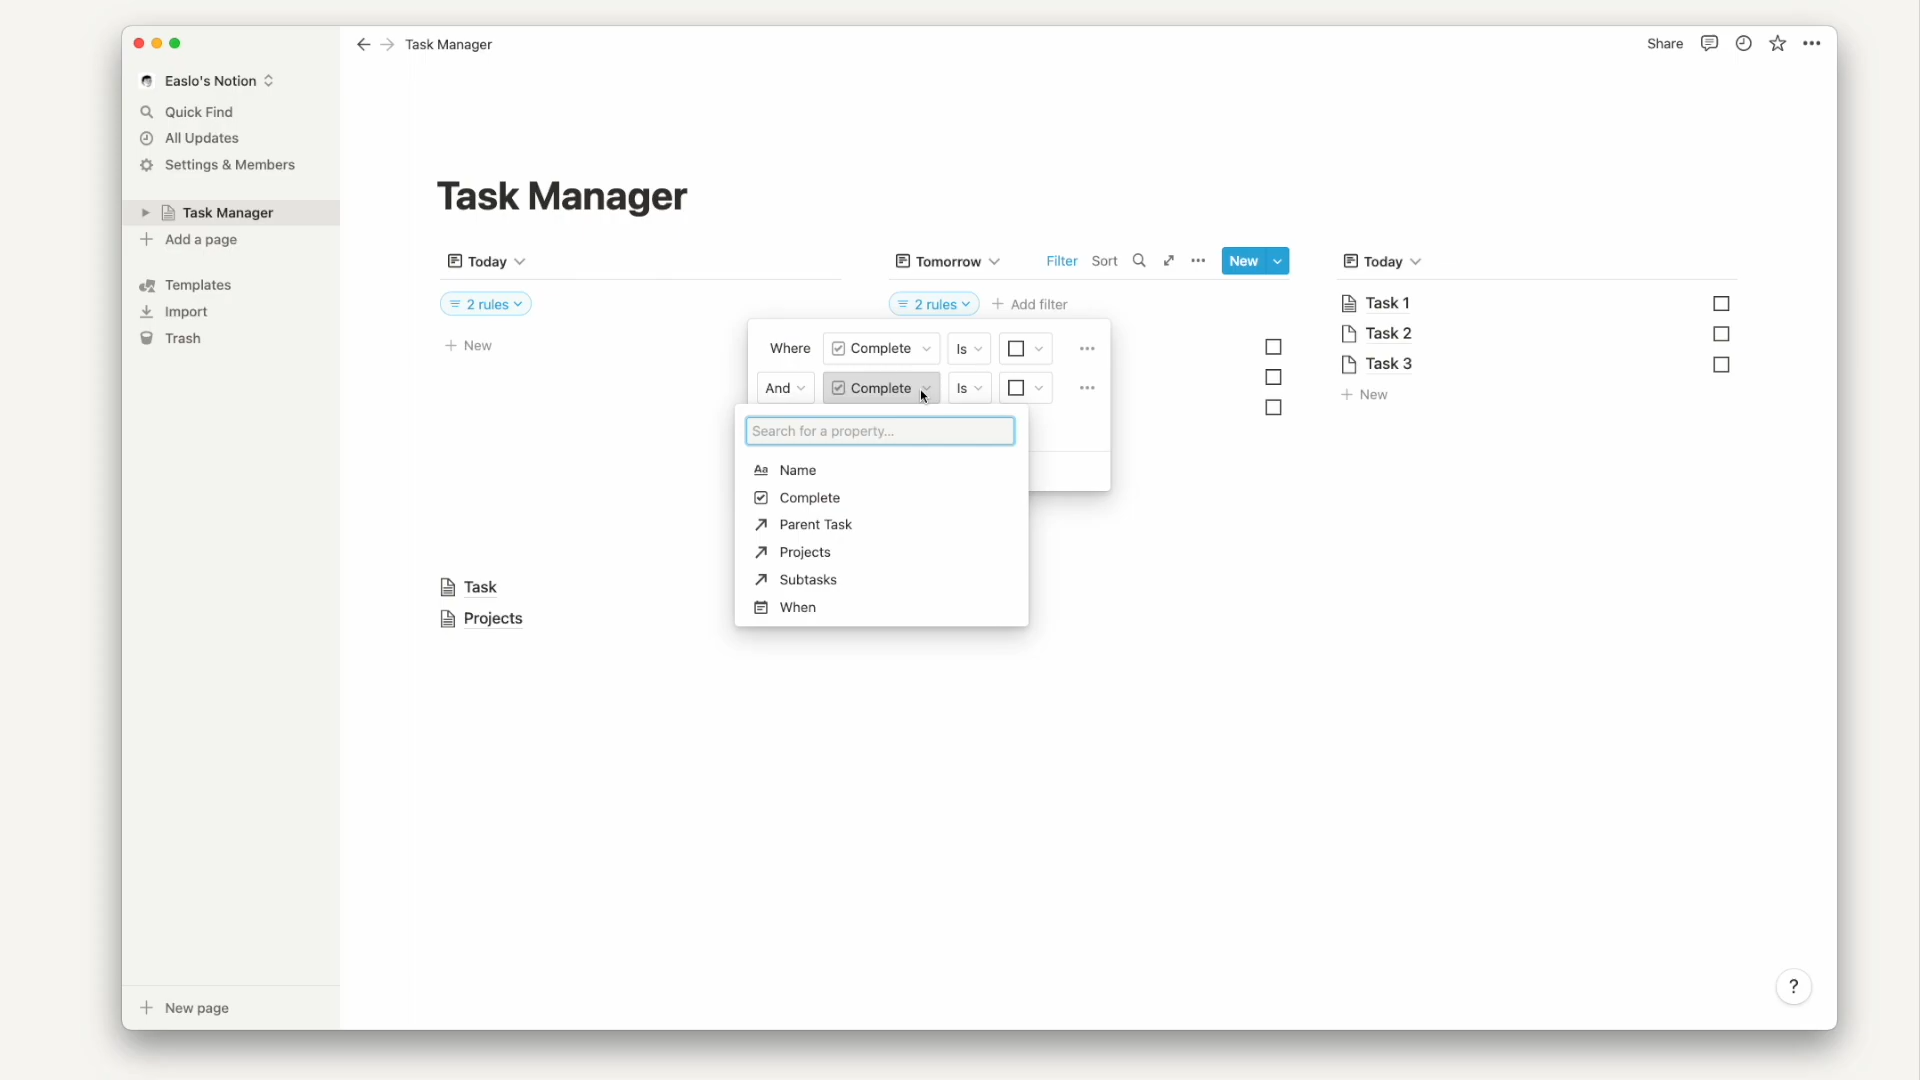 Task Manager
Share
Easlo's Notion
Quick Find
All Updates
Settings & Members
Task Manager
Add a page
Templates
Import
Trash
New page
Task Manager
Today
2 rules
New
Task
Projects
Tomorrow
Filter
Sort
New
2 rules
Add filter
Where Complete Is
And Complete Is
Search for a property...
Aa Name
Complete
Parent Task
Projects
Subtasks
When
Today
Task 1
Task 2
Task 3
New
?